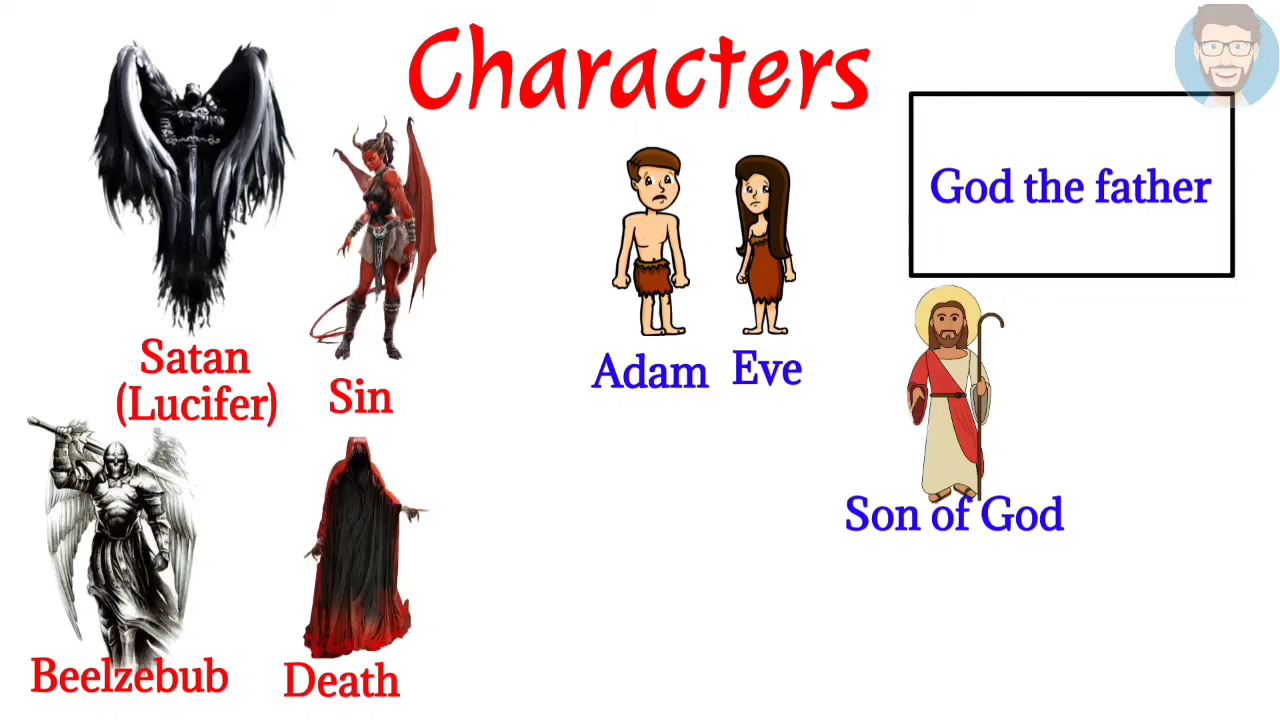 Characters
God the father
Satan
(Lucifer)
Sin
Adam
Eve
Son of God
Beelzebub
Death